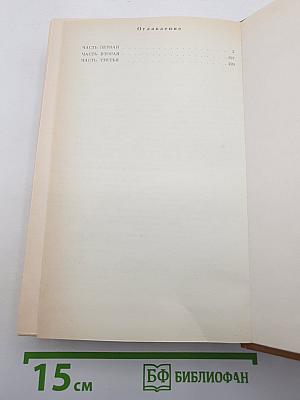 Оглавление
ЧАСТЬ ПЕРВАЯ
ЧАСТЬ ВТОРАЯ
ЧАСТЬ ТРЕТЬЯ
15 СМ
БФ БИБЛИОФАН